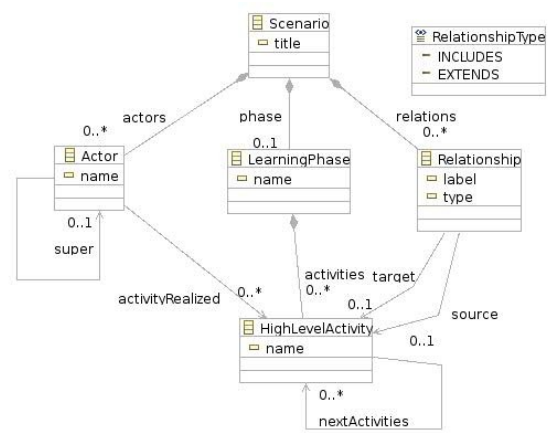 Scenario
title
RelationshipType
INCLUDES
EXTENDS
actors
phase
relations
0..*
0..1
0..*
Actor
name
LearningPhase
name
Relationship
label
type
0..1
super
activityRealized
0..*
activities
0..*
target
0..1
source
0..1
HighLevelActivity
name
0..*
nextActivities